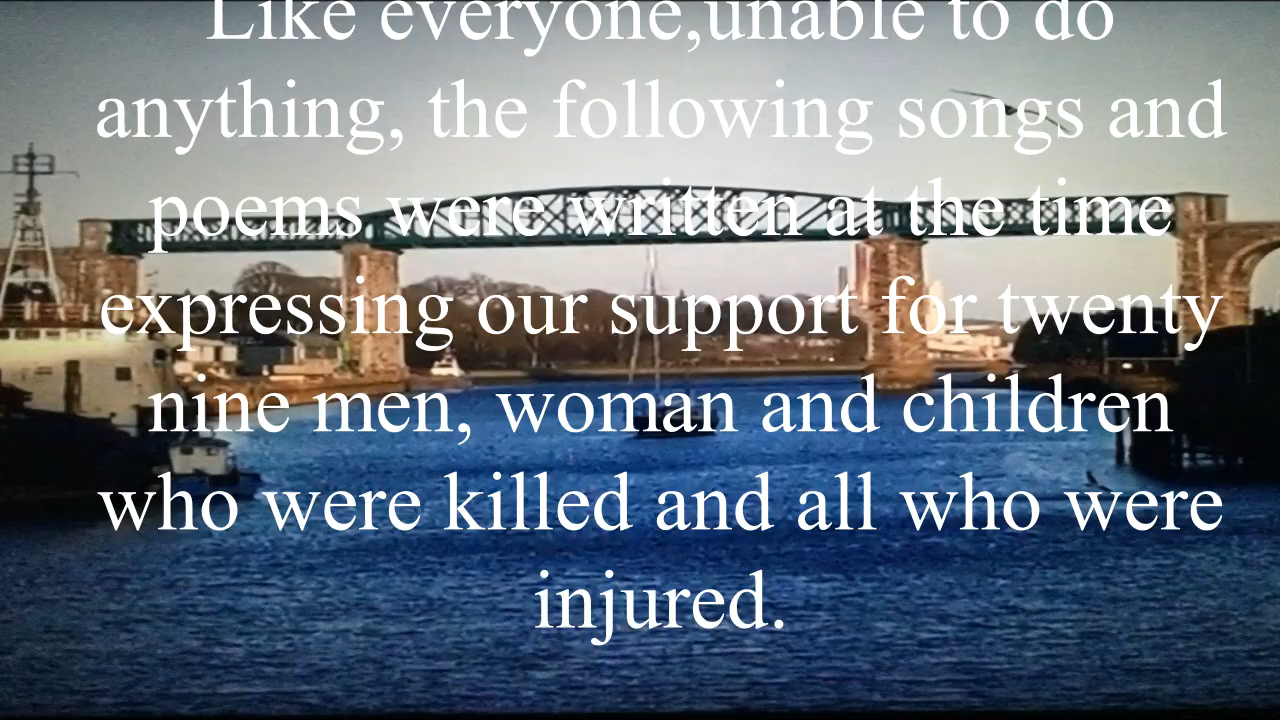 Like everyone,unable to do
anything, the following songs and
poems were written at the time
expressing our support for twenty
nine men, woman and children
who were killed and all who were
injured.